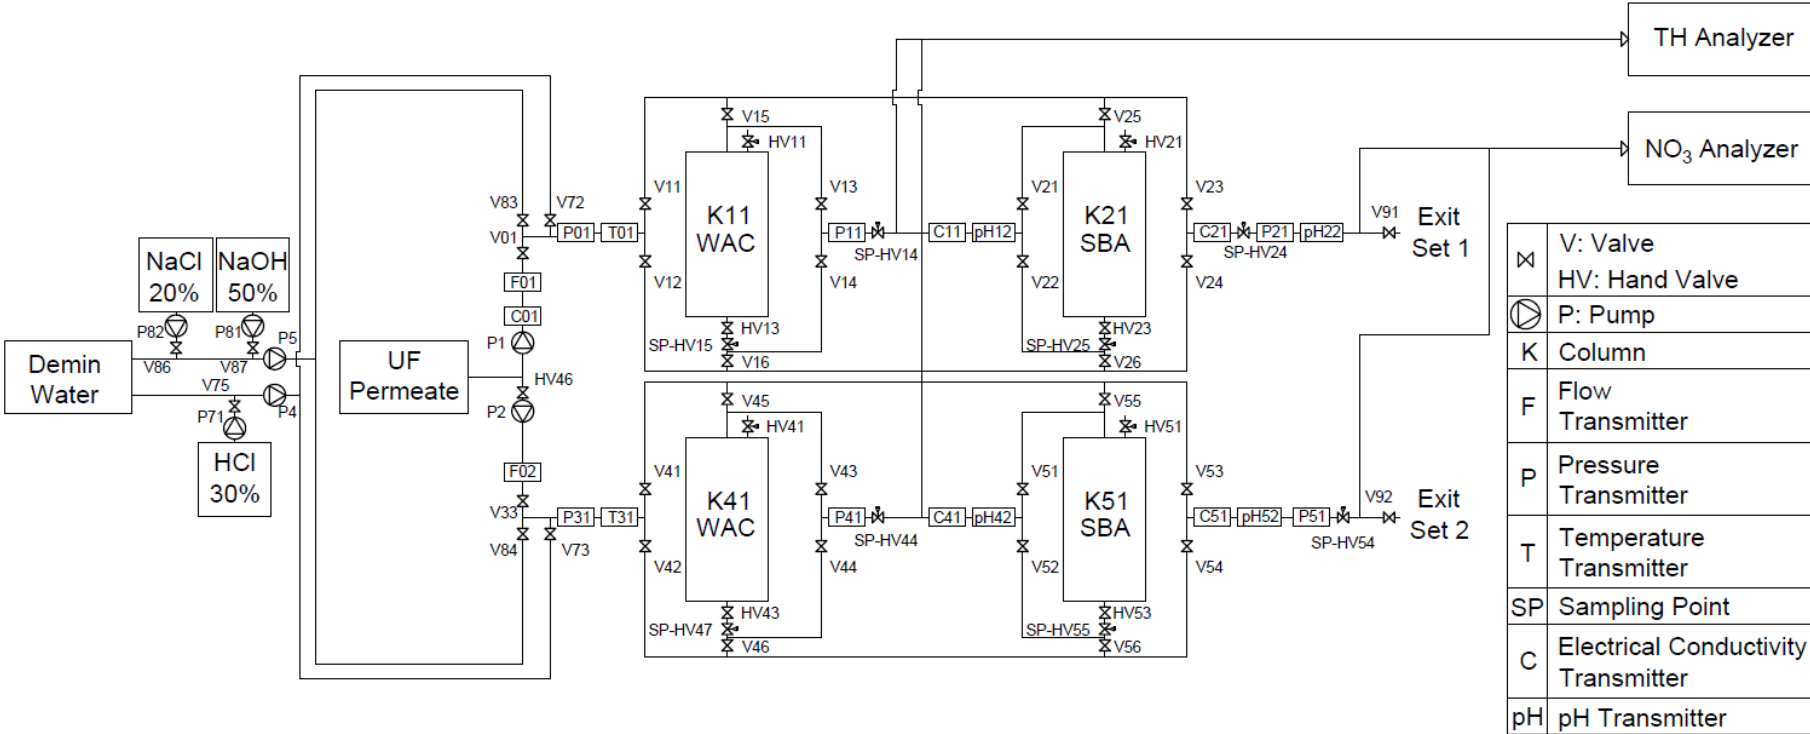 TH Analyzer
NO3 Analyzer
V15
V25
HV11
HV21
V11
V13
V21
V23
V83
V72
K11
WAC
K21
SBA
V91
Exit
Set 1
V01
P01
T01
P11
C11
pH12
C21
P21
pH22
SP-HV14
SP-HV24
V12
V14
V22
V24
NaCl
20%
NaOH
50%
F01
C01
P82
P81
P5
P1
HV13
HV23
SP-HV15
SP-HV25
V16
V26
Demin
Water
V86
V87
V75
P4
P71
HCl
30%
UF
Permeate
HV46
P2
V45
V55
HV41
HV51
F02
V41
V43
V51
V53
K41
WAC
K51
SBA
V92
Exit
Set 2
V33
P31
T31
P41
C41
pH42
C51
pH52
P51
SP-HV44
SP-HV54
V84
V73
V42
V44
V52
V54
HV43
HV53
SP-HV47
SP-HV55
V46
V56
V: Valve
HV: Hand Valve
P: Pump
K Column
F Flow
Transmitter
P Pressure
Transmitter
T Temperature
Transmitter
SP Sampling Point
C Electrical Conductivity
Transmitter
pH pH Transmitter